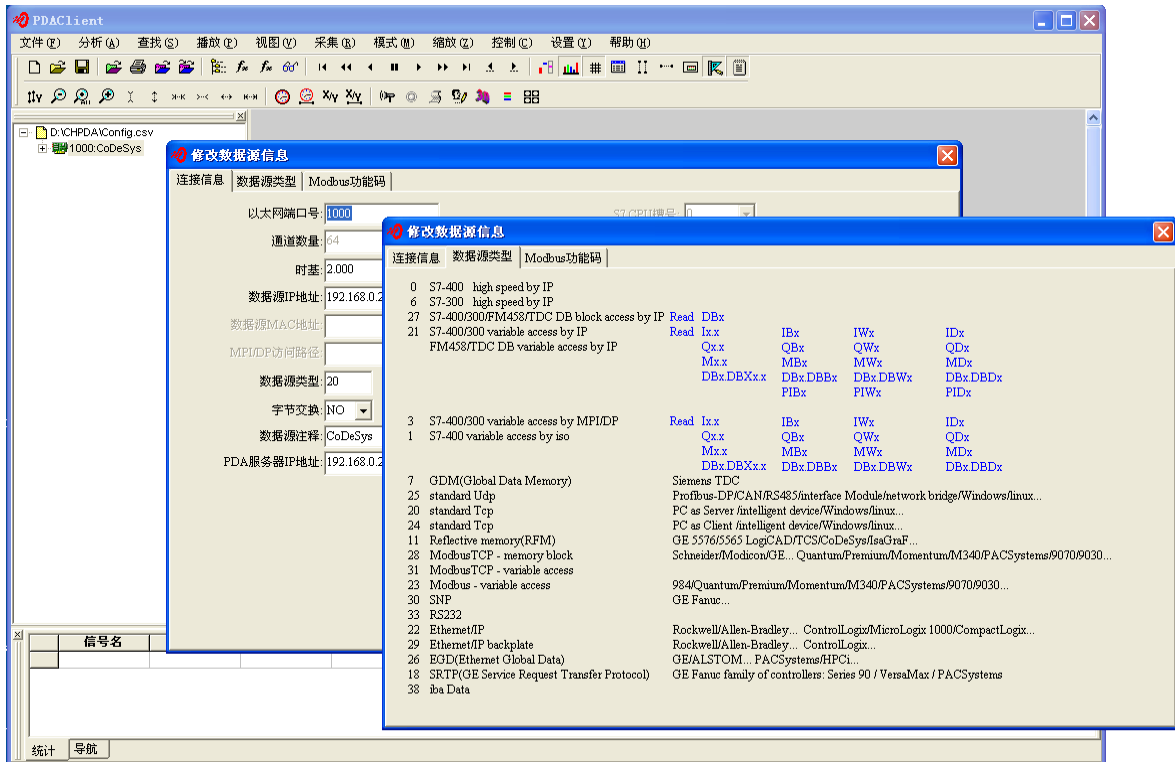 PDAClient
文件(F) 分析(A) 查找(S) 播放(P) 视图(V) 采集(R) 模式(M) 缩放(Z) 控制(C) 设置(Y) 帮助(H)
D:\CHPDA\Config.csv
1000:CoDeSys
修改数据源信息
连接信息 数据源类型 Modbus功能码
以太网端口号: 1000 S7 CPU槽号: 0
通道数量: 64
时基: 2.000
数据源IP地址: 192.168.0.2
数据源MAC地址:
MPI/DP访问路径:
数据源类型: 20
字节交换: NO
数据源注释: CoDeSys
PDA服务器IP地址: 192.168.0.2
修改数据源信息
连接信息 数据源类型 Modbus功能码
0 S7-400 high speed by IP
6 S7-300 high speed by IP
27 S7-400/300/FM458/TDC DB block access by IP Read DBx
21 S7-400/300 variable access by IP Read Ix.x IBx IWx IDx
FM458/TDC DB variable access by IP Qx.x QBx QWx QDx
Mx.x MBx MWx MDx
DBx.DBXx.x DBx.DBBx DBx.DBWx DBx.DBDx
PIBx PIWx PIDx
3 S7-400/300 variable access by MPI/DP Read Ix.x IBx IWx IDx
1 S7-400 variable access by iso Qx.x QBx QWx QDx
Mx.x MBx MWx MDx
DBx.DBXx.x DBx.DBBx DBx.DBWx DBx.DBDx
7 GDM(Global Data Memory) Siemens TDC
25 standard Udp Profibus-DP/CAN/RS485/interface Module/network bridge/Windows/linux...
20 standard Tcp PC as Server /intelligent device/Windows/linux...
24 standard Tcp PC as Client /intelligent device/Windows/linux...
11 Reflective memory(RFM) GE 5576/5565 LogiCAD/TCS/CoDeSys/IsaGraF...
28 ModbusTCP - memory block Schneider/Modicon/GE... Quantum/Premium/Momentum/M340/PACSystems/9070/9030...
31 ModbusTCP - variable access
23 Modbus - variable access 984/Quantum/Premium/Momentum/M340/PACSystems/9070/9030...
30 SNP GE Fanuc...
33 RS232
22 Ethernet/IP Rockwell/Allen-Bradley... ControlLogix/MicroLogix 1000/CompactLogix...
29 Ethernet/IP backplate Rockwell/Allen-Bradley... ControlLogix...
26 EGD(Ethernet Global Data) GE/ALSTOM... PACSystems/HPCi...
18 SRTP(GE Service Request Transfer Protocol) GE Fanuc family of controllers: Series 90 / VersaMax / PACSystems
38 iba Data
信号名
统计 导航